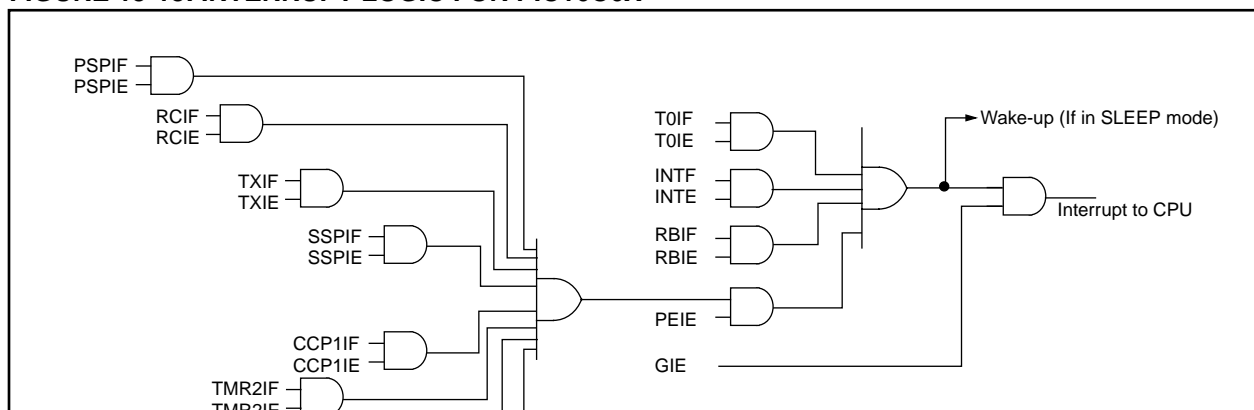 PSPIF
PSPIE
RCIF
RCIE
TXIF
TXIE
SSPIF
SSPIE
CCP1IF
CCP1IE
TMR2IF
T0IF
T0IE
INTF
INTE
RBIF
RBIE
PEIE
GIE
Wake-up (If in SLEEP mode)
Interrupt to CPU